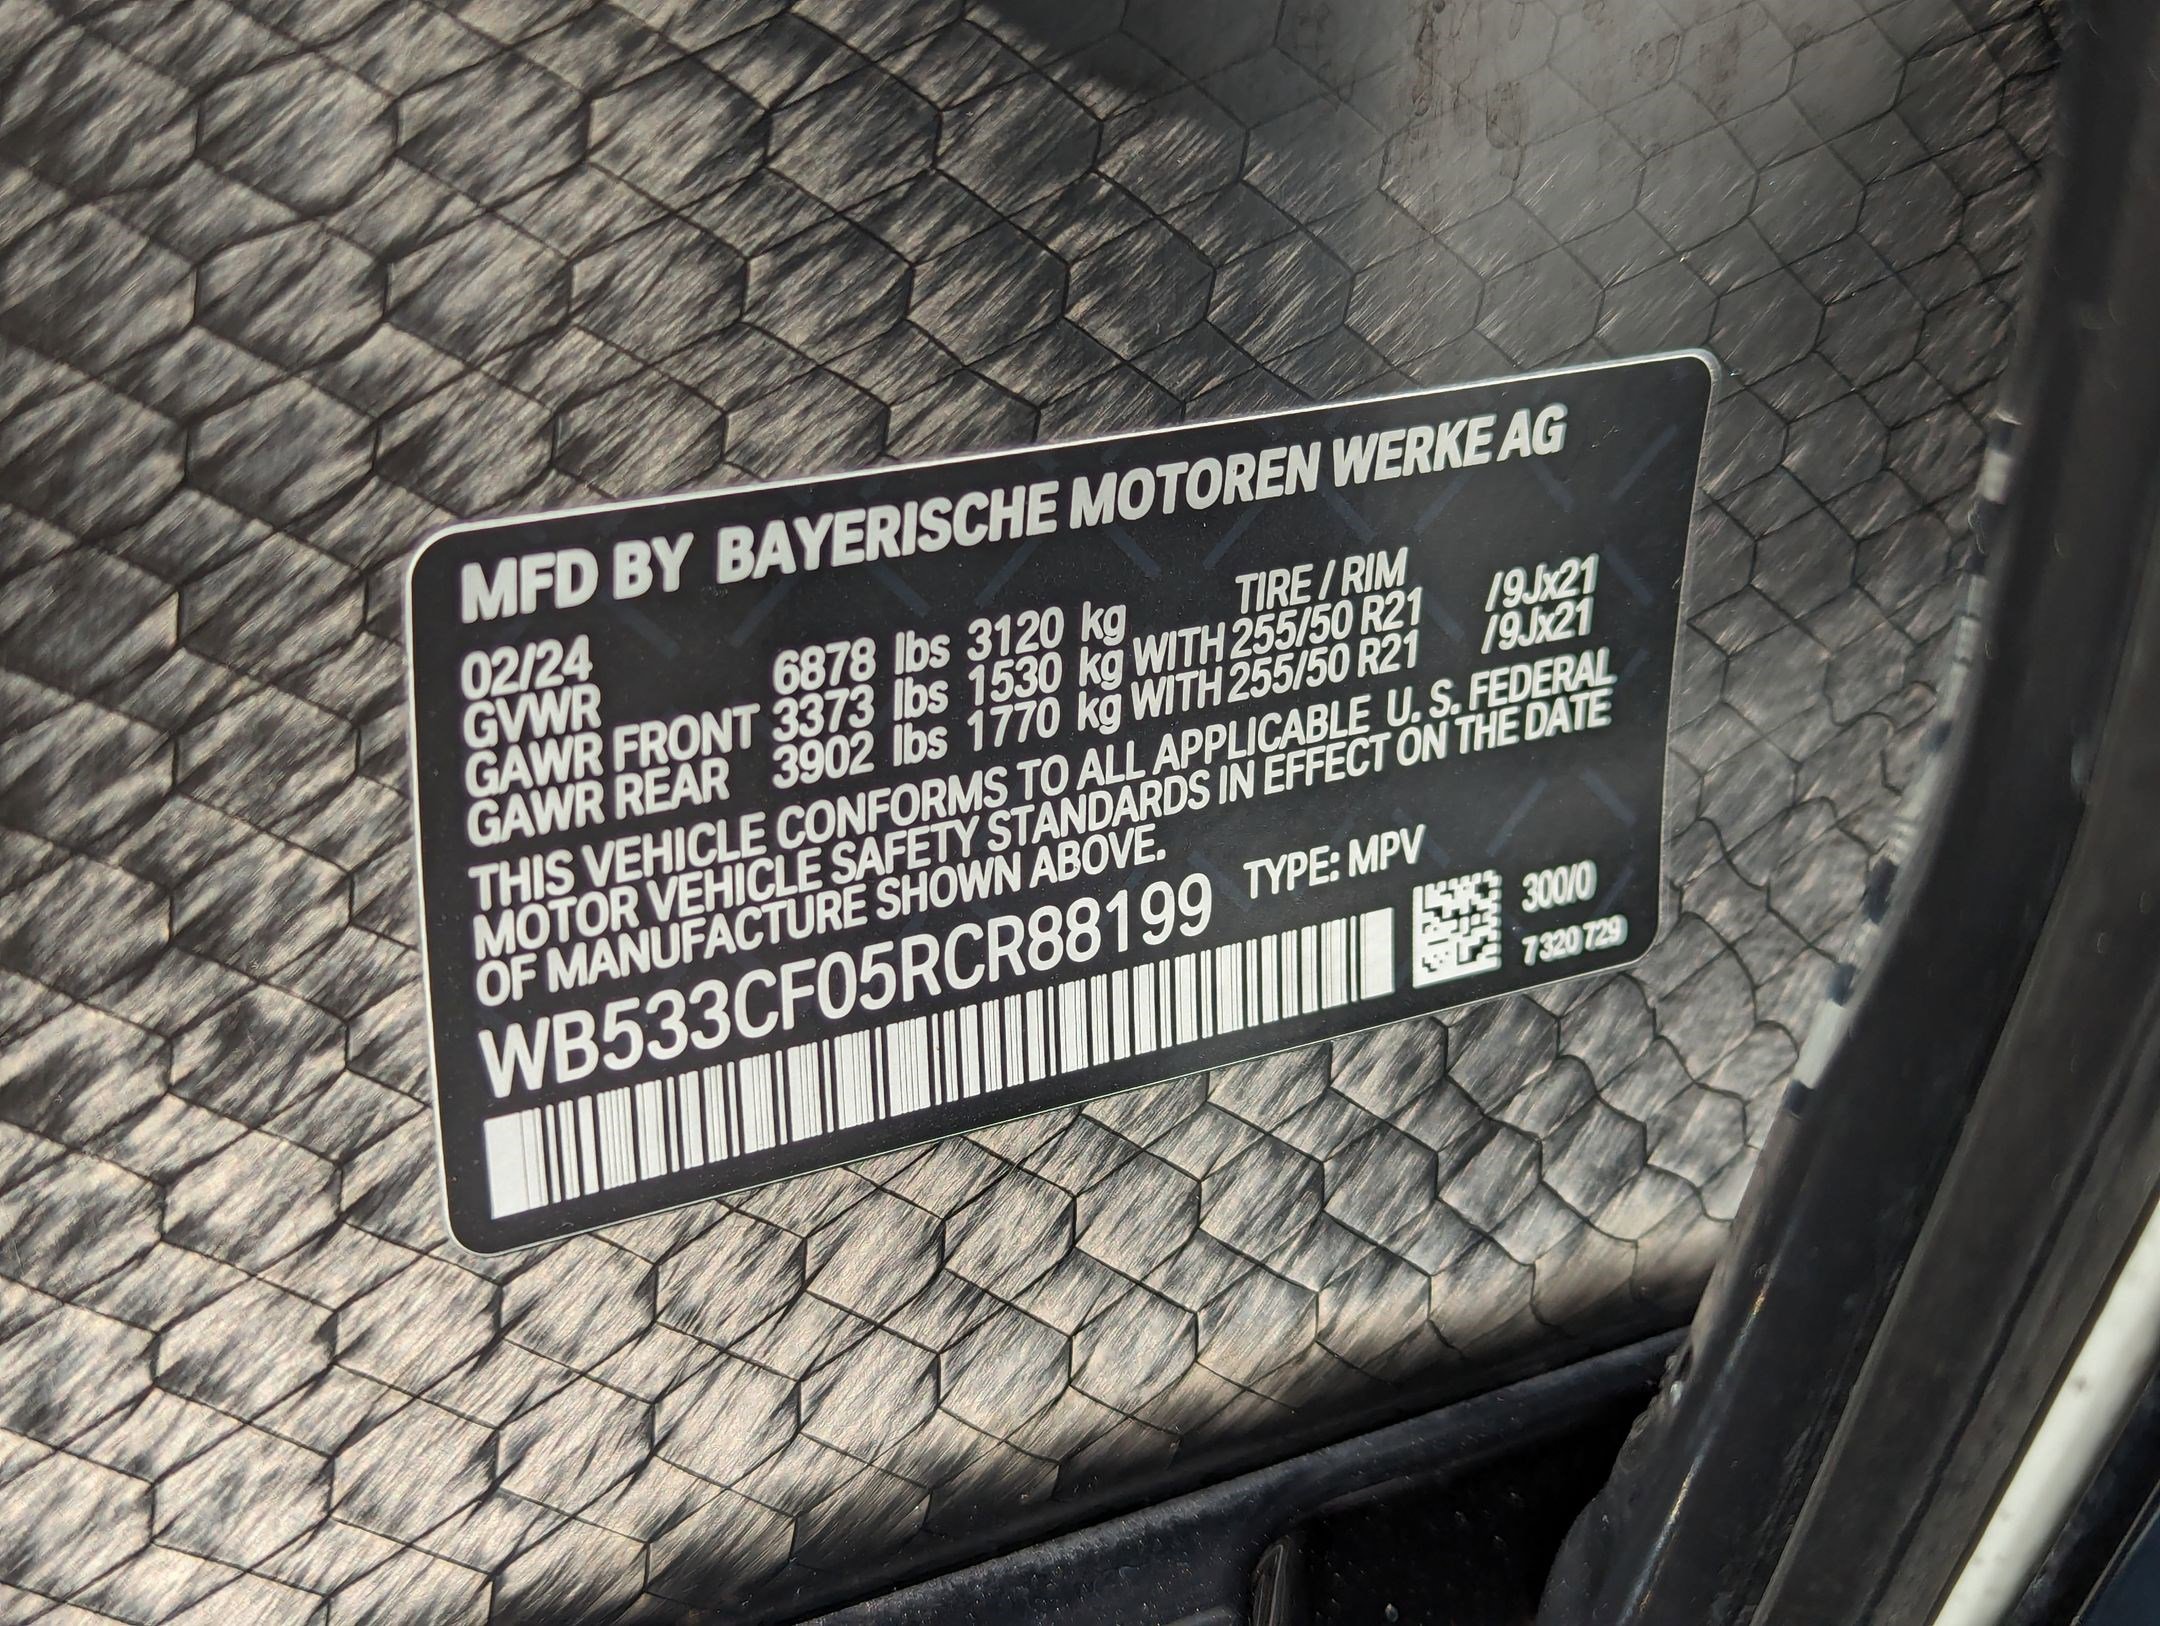 MFD BY BAYERISCHE MOTOREN WERKE AG
02/24 TIRE / RIM
GVWR 6878 lbs 3120 kg
GAWR FRONT 3373 lbs 1530 kg WITH 255/50 R21 /9Jx21
GAWR REAR 3902 lbs 1770 kg WITH 255/50 R21 /9Jx21
THIS VEHICLE CONFORMS TO ALL APPLICABLE U. S. FEDERAL
MOTOR VEHICLE SAFETY STANDARDS IN EFFECT ON THE DATE
OF MANUFACTURE SHOWN ABOVE.
WB533CF05RCR88199 TYPE: MPV
300/0
7 320 729